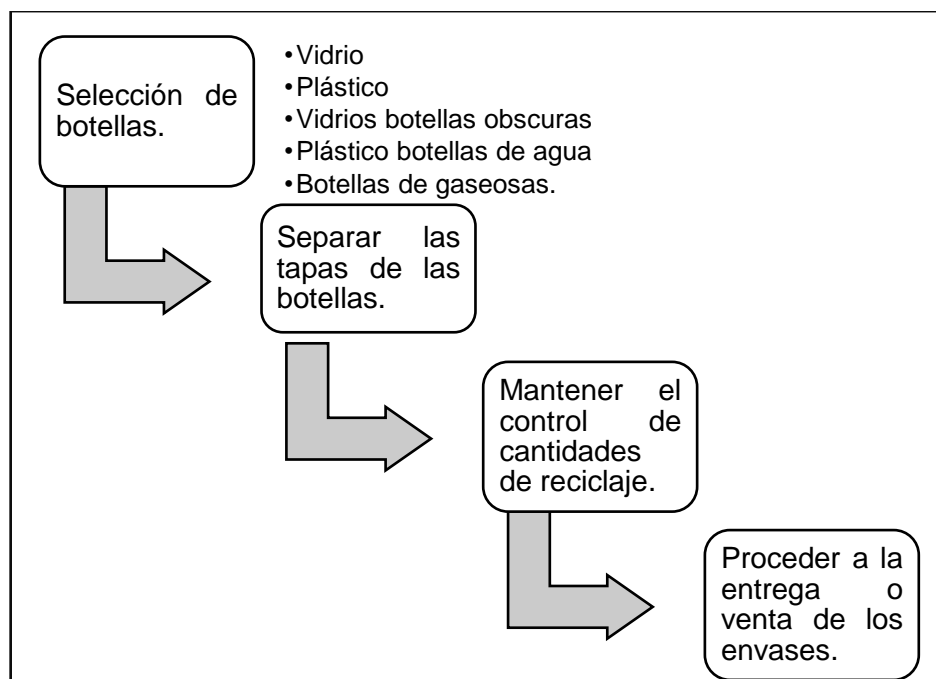 Selección de
botellas.
•Vidrio
•Plástico
•Vidrios botellas obscuras
•Plástico botellas de agua
•Botellas de gaseosas.
Separar las
tapas de las
botellas.
Mantener el
control de
cantidades
de reciclaje.
Proceder a la
entrega o
venta de los
envases.